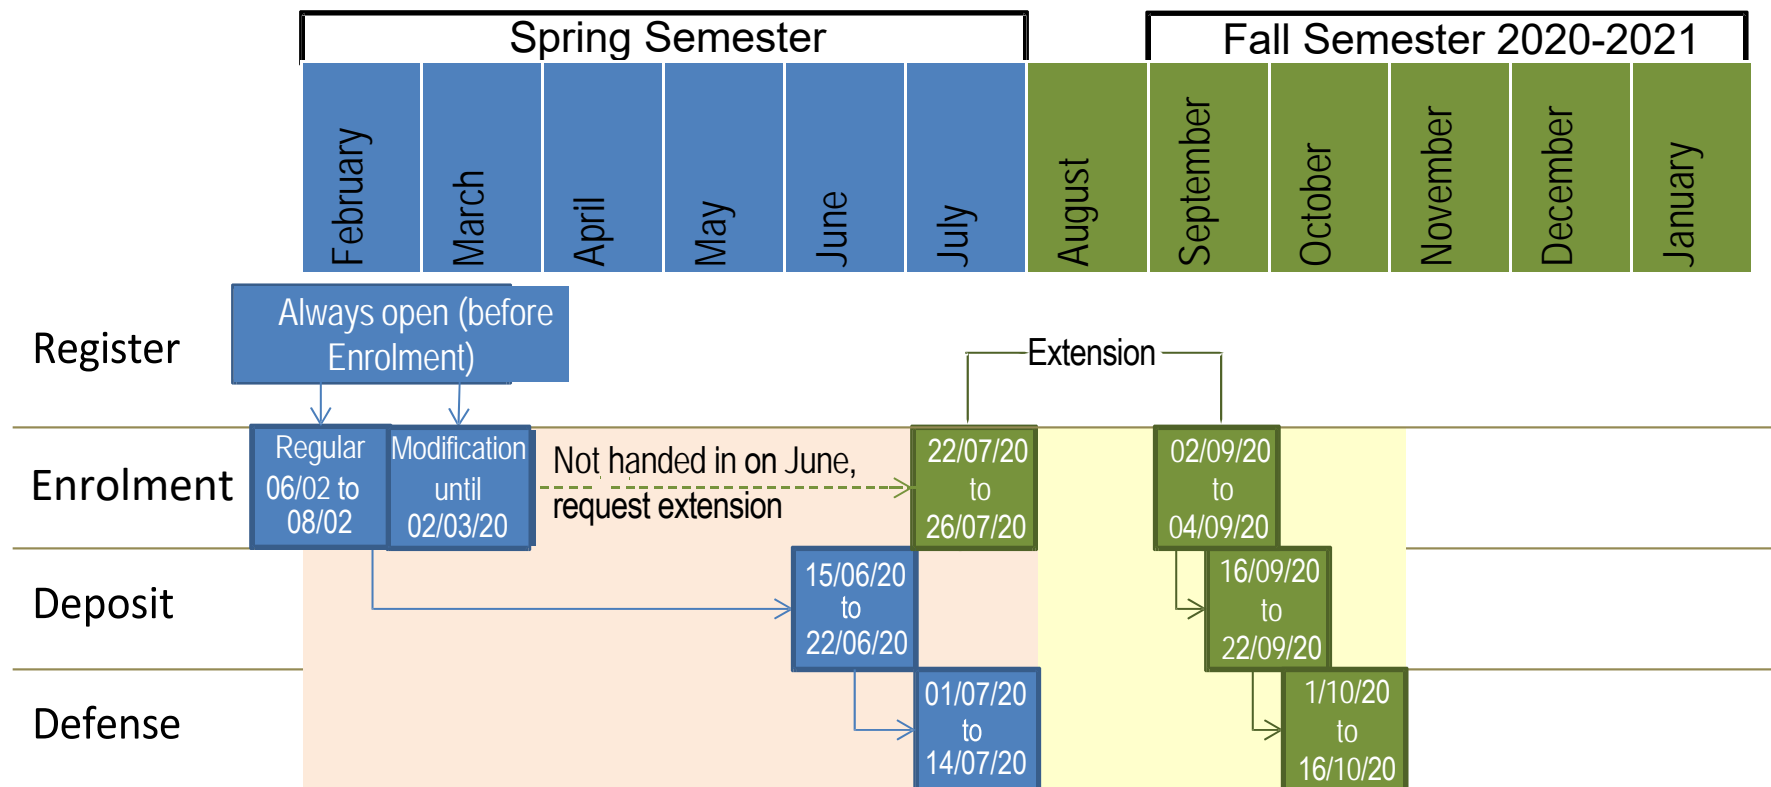 Spring Semester
Fall Semester 2020-2021
February
March
April
May
June
July
August
September
October
November
December
January
Register
Always open (before
Enrolment)
Extension
Enrolment
Regular
06/02 to
08/02
Modification
until
02/03/20
Not handed in on June,
request extension
22/07/20
to
26/07/20
02/09/20
to
04/09/20
Deposit
15/06/20
to
22/06/20
16/09/20
to
22/09/20
Defense
01/07/20
to
14/07/20
1/10/20
to
16/10/20